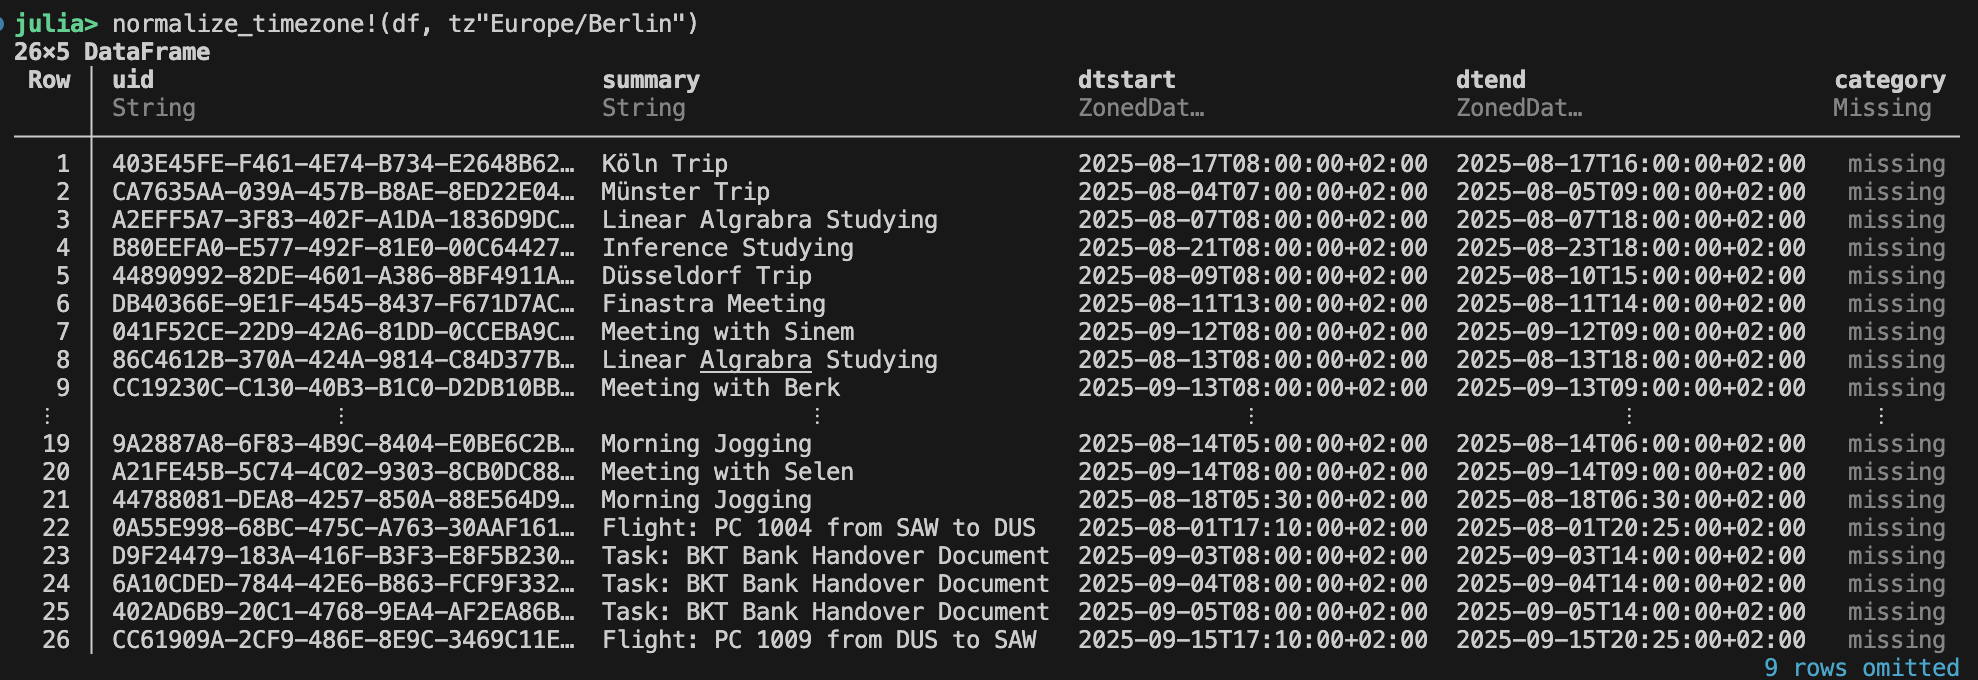 julia> normalize_timezone!(df, tz"Europe/Berlin")
26×5 DataFrame
Row uid summary dtstart dtend category
String String ZonedDat… ZonedDat… Missing
1 403E45FE-F461-4E74-B734-E2648B62… Köln Trip 2025-08-17T08:00:00+02:00 2025-08-17T16:00:00+02:00 missing
2 CA7635AA-039A-457B-B8AE-8ED22E04… Münster Trip 2025-08-04T07:00:00+02:00 2025-08-05T09:00:00+02:00 missing
3 A2EFF5A7-3F83-402F-A1DA-1836D9DC… Linear Algrabra Studying 2025-08-07T08:00:00+02:00 2025-08-07T18:00:00+02:00 missing
4 B80EEFA0-E577-492F-81E0-00C64427… Inference Studying 2025-08-21T08:00:00+02:00 2025-08-23T18:00:00+02:00 missing
5 44890992-82DE-4601-A386-8BF4911A… Düsseldorf Trip 2025-08-09T08:00:00+02:00 2025-08-10T15:00:00+02:00 missing
6 DB40366E-9E1F-4545-8437-F671D7AC… Finastra Meeting 2025-08-11T13:00:00+02:00 2025-08-11T14:00:00+02:00 missing
7 041F52CE-22D9-42A6-81DD-0CCEBA9C… Meeting with Sinem 2025-09-12T08:00:00+02:00 2025-09-12T09:00:00+02:00 missing
8 86C4612B-370A-424A-9814-C84D377B… Linear Algrabra Studying 2025-08-13T08:00:00+02:00 2025-08-13T18:00:00+02:00 missing
9 CC19230C-C130-40B3-B1C0-D2DB10BB… Meeting with Berk 2025-09-13T08:00:00+02:00 2025-09-13T09:00:00+02:00 missing
⋮ ⋮ ⋮ ⋮ ⋮ ⋮
19 9A2887A8-6F83-4B9C-8404-E0BE6C2B… Morning Jogging 2025-08-14T05:00:00+02:00 2025-08-14T06:00:00+02:00 missing
20 A21FE45B-5C74-4C02-9303-8CB0DC88… Meeting with Selen 2025-09-14T08:00:00+02:00 2025-09-14T09:00:00+02:00 missing
21 44788081-DEA8-4257-850A-88E564D9… Morning Jogging 2025-08-18T05:30:00+02:00 2025-08-18T06:30:00+02:00 missing
22 0A55E998-68BC-475C-A763-30AAF161… Flight: PC 1004 from SAW to DUS 2025-08-01T17:10:00+02:00 2025-08-01T20:25:00+02:00 missing
23 D9F24479-183A-416F-B3F3-E8F5B230… Task: BKT Bank Handover Document 2025-09-03T08:00:00+02:00 2025-09-03T14:00:00+02:00 missing
24 6A10CDED-7844-42E6-B863-FCF9F332… Task: BKT Bank Handover Document 2025-09-04T08:00:00+02:00 2025-09-04T14:00:00+02:00 missing
25 402AD6B9-20C1-4768-9EA4-AF2EA86B… Task: BKT Bank Handover Document 2025-09-05T08:00:00+02:00 2025-09-05T14:00:00+02:00 missing
26 CC61909A-2CF9-486E-8E9C-3469C11E… Flight: PC 1009 from DUS to SAW 2025-09-15T17:10:00+02:00 2025-09-15T20:25:00+02:00 missing
9 rows omitted